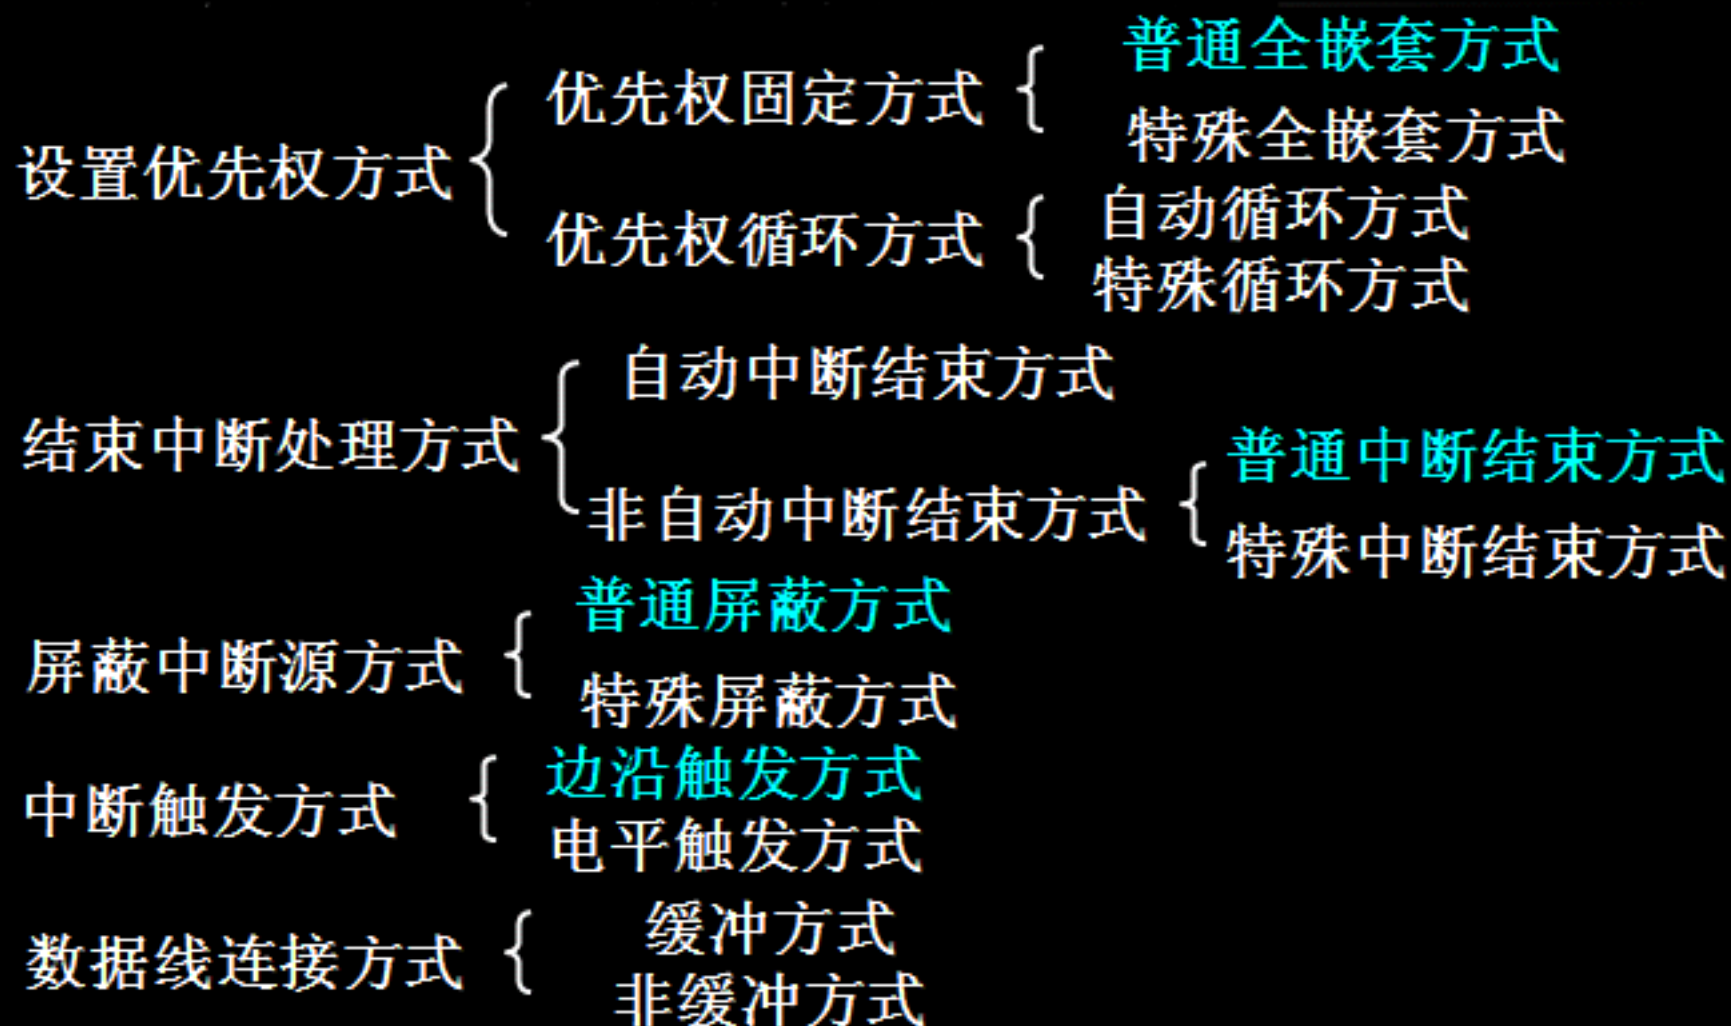 设置优先权方式
优先权固定方式
普通全嵌套方式
特殊全嵌套方式
优先权循环方式
自动循环方式
特殊循环方式
结束中断处理方式
自动中断结束方式
非自动中断结束方式
普通中断结束方式
特殊中断结束方式
屏蔽中断源方式
普通屏蔽方式
特殊屏蔽方式
中断触发方式
边沿触发方式
电平触发方式
数据线连接方式
缓冲方式
非缓冲方式